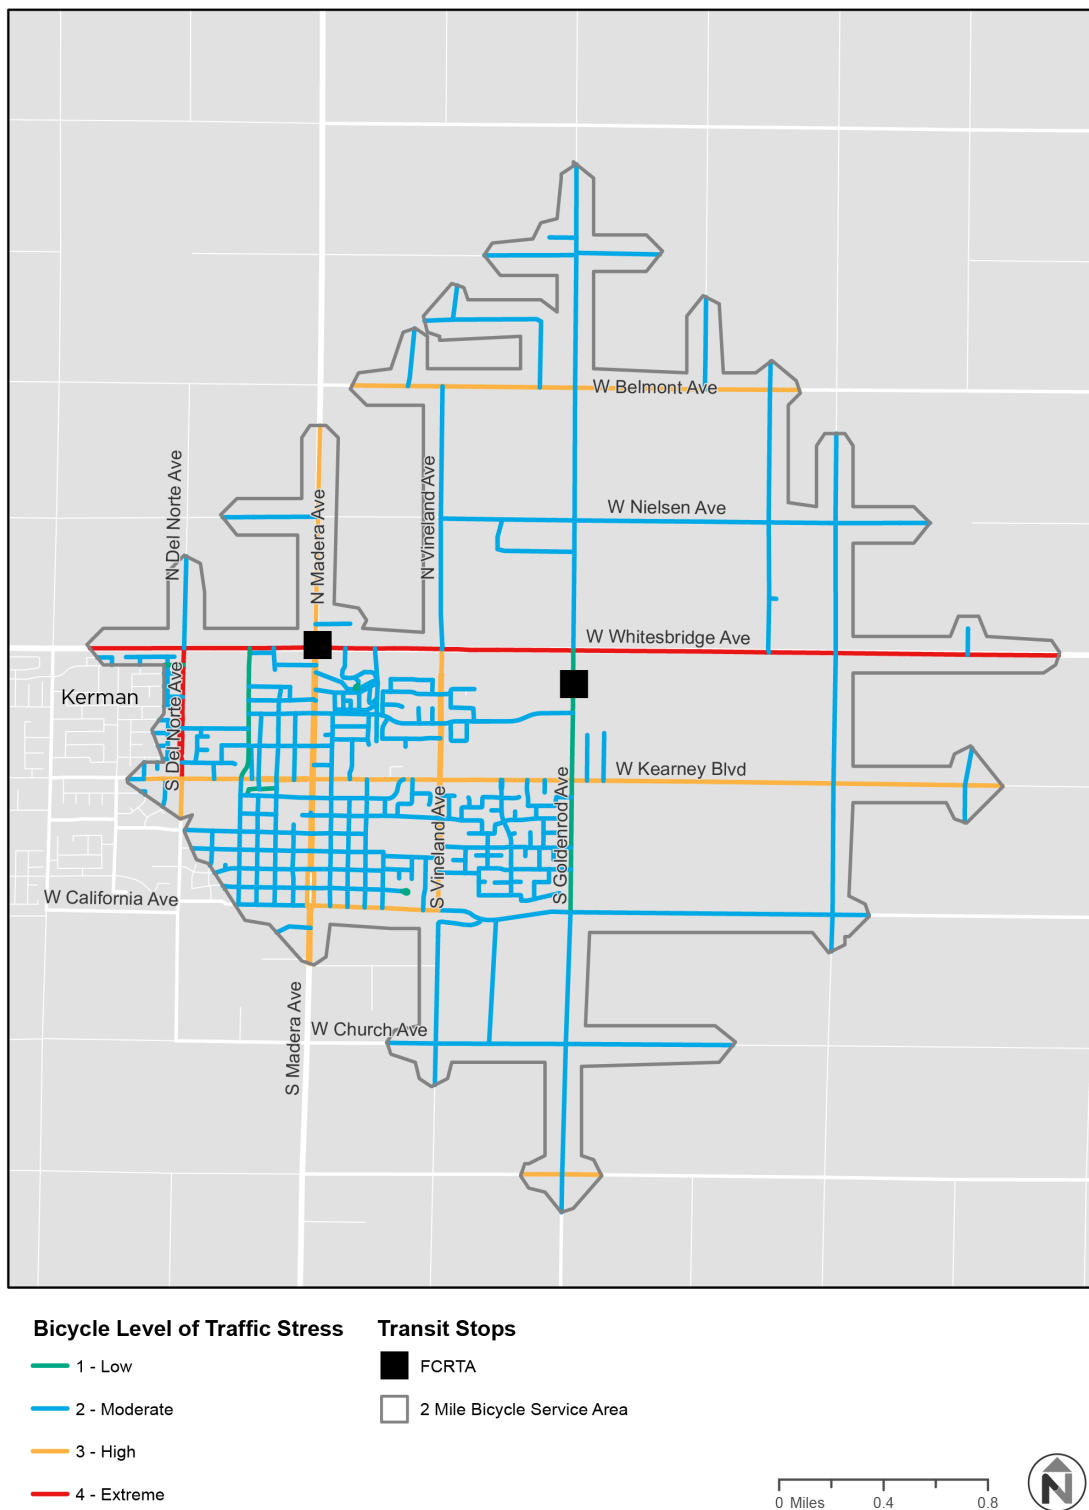 W Belmont Ave
N Del Norte Ave
N Madera Ave
N Vineland Ave
W Nielsen Ave
W Whitesbridge Ave
Kerman
S Del Norte Ave
W Kearney Blvd
S Vineland Ave
S Goldenrod Ave
W California Ave
S Madera Ave
W Church Ave
Bicycle Level of Traffic Stress
1 - Low
2 - Moderate
3 - High
4 - Extreme
Transit Stops
FCRTA
2 Mile Bicycle Service Area
0 Miles 0.4 0.8
N